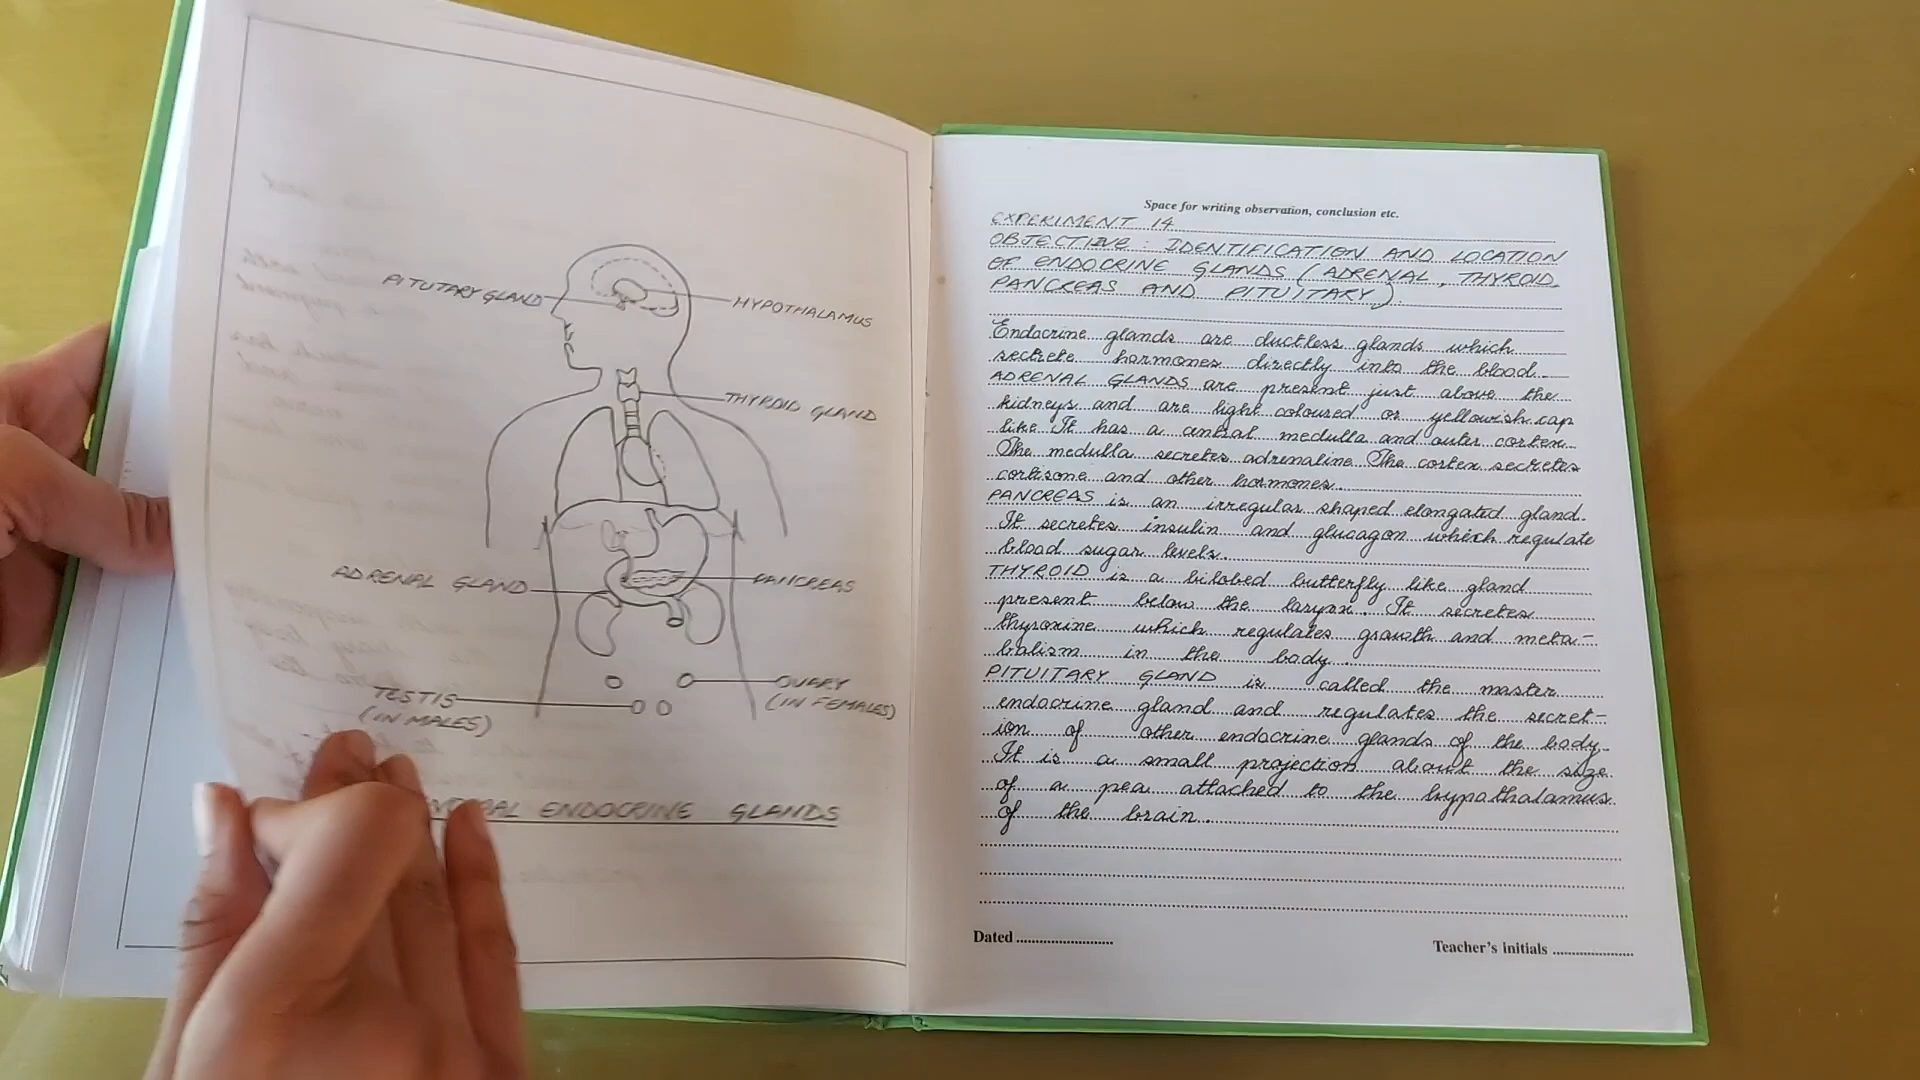 PITUTARY GLAND
HYPOTHALAMUS
THYROID GLAND
ADRENAL GLAND
PANCREAS
TESTIS
(IN MALES)
OVARY
(IN FEMALES)
ENDOCRINE GLANDS
Space for writing observation, conclusion etc.
EXPERIMENT 14
OBJECTIVE : IDENTIFICATION AND LOCATION
OF ENDOCRINE GLANDS (ADRENAL, THYROID
PANCREAS AND PITUITARY).
Endocrine glands are ductless glands which
secrete hormones directly into the blood.
ADRENAL GLANDS are present just above the
kidneys and are light coloured or yellowish cap
like It has a cntral medulla and outer cortex.
The medulla secretes adrenaline The cortex secretes
cortisone and other hormones.
PANCREAS is an irregular shaped elongated gland.
It secretes insulin and glucagon which regulate
blood sugar levels.
THYROID is a bilobed butterfly like gland
present below the larynx. It secretes
thyroxine which regulates growth and meta-
bolism in the body.
PITUITARY GLAND is called the master
endocrine gland and regulates the secret-
ion of other endocrine glands of the body.
It is a small projection about the size
of a pea attached to the hypothalamus
of the brain.
Dated
Teacher's initials